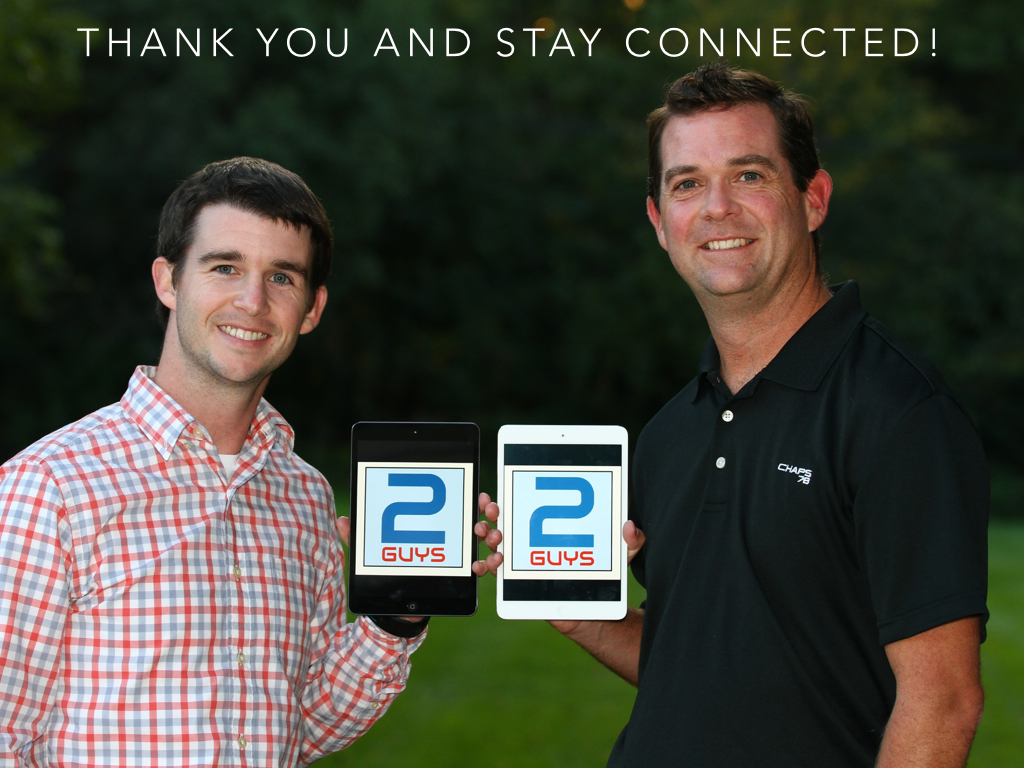 THANK YOU AND STAY CONNECTED!
2
GUYS
2
GUYS
CHAPS
78